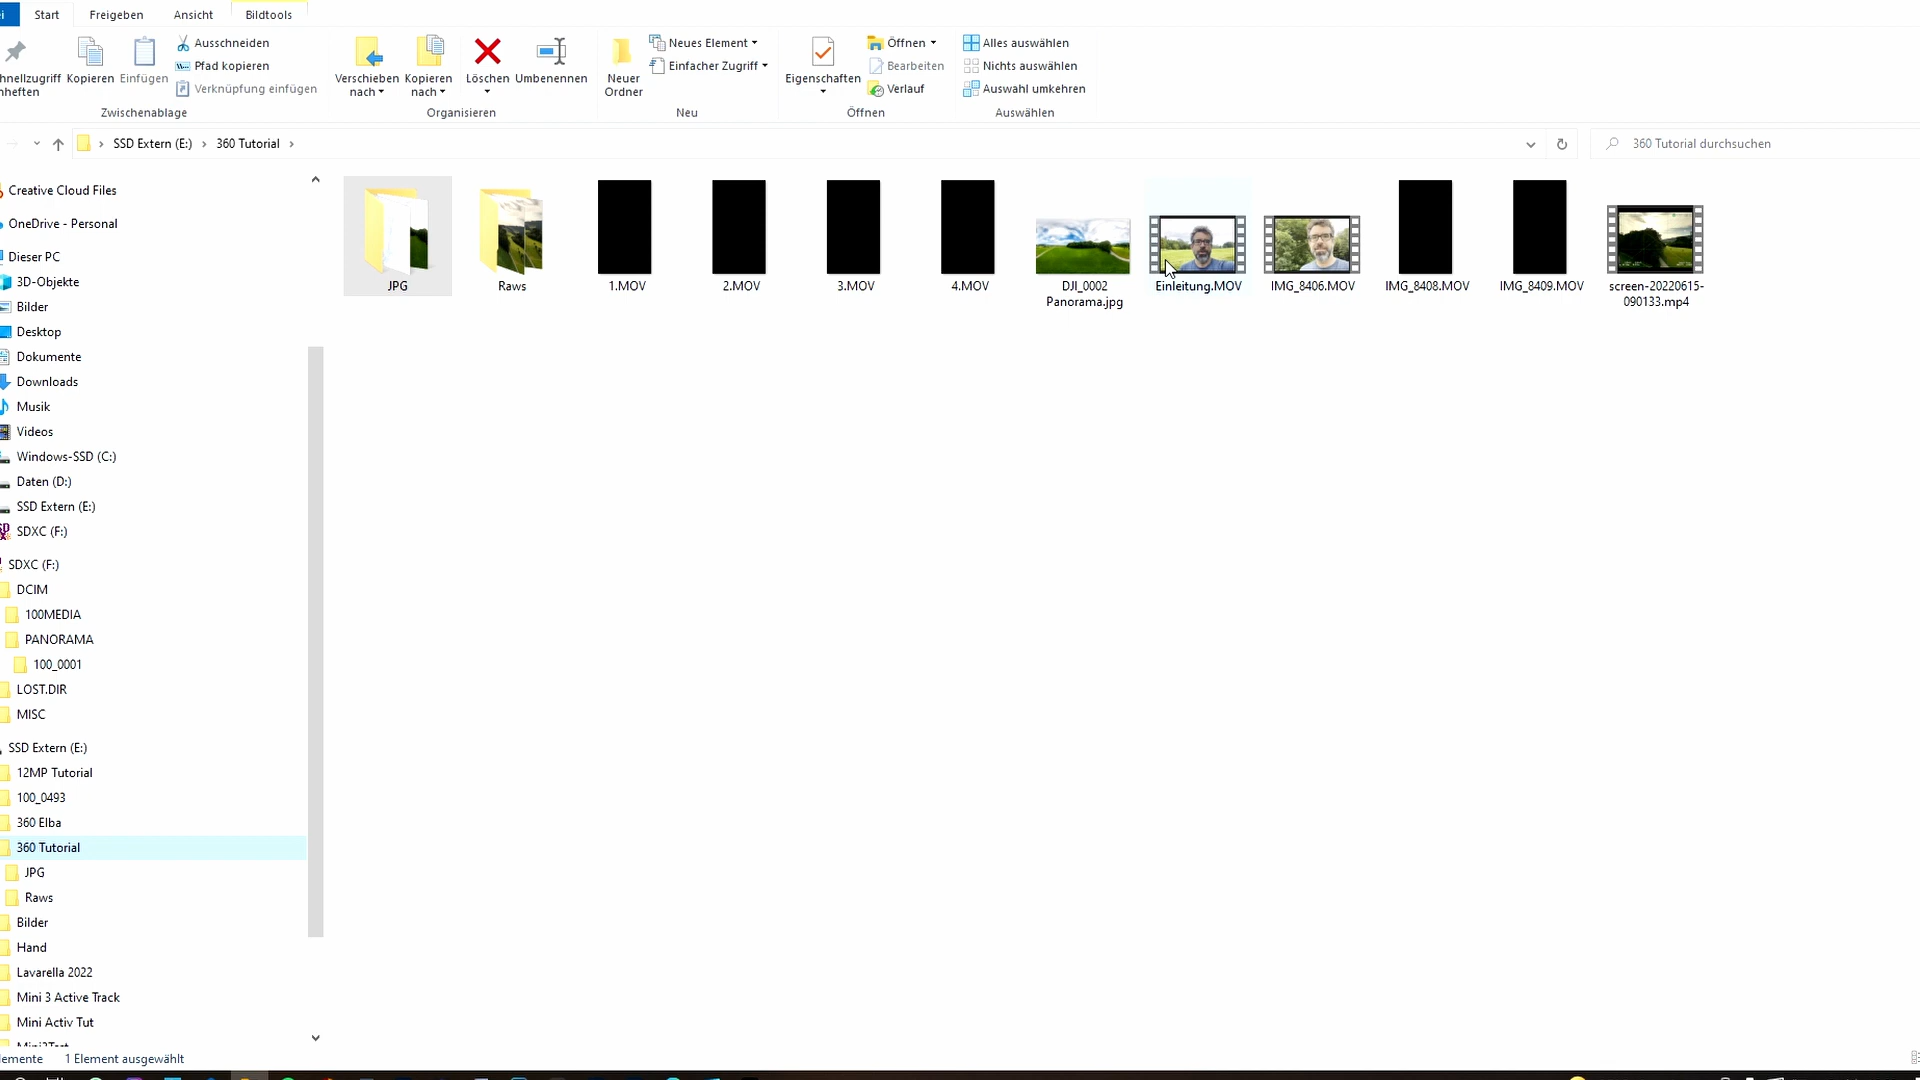 Start Freigeben Ansicht Bildtools
Ausschneiden
Pfad kopieren
Verknüpfung einfügen
Kopieren Einfügen
Zwischenablage
Verschieben nach
Kopieren nach
Löschen
Umbenennen
Organisieren
Neuer Ordner
Neues Element
Einfacher Zugriff
Neu
Eigenschaften
Öffnen
Bearbeiten
Verlauf
Öffnen
Alles auswählen
Nichts auswählen
Auswahl umkehren
Auswählen
SSD Extern (E:) 360 Tutorial
360 Tutorial durchsuchen
Creative Cloud Files
OneDrive - Personal
Dieser PC
3D-Objekte
Bilder
Desktop
Dokumente
Downloads
Musik
Videos
Windows-SSD (C:)
Daten (D:)
SSD Extern (E:)
SDXC (F:)
SDXC (F:)
DCIM
100MEDIA
PANORAMA
100_0001
LOST.DIR
MISC
SSD Extern (E:)
12MP Tutorial
100_0493
360 Elba
360 Tutorial
JPG
Raws
Bilder
Hand
Lavarella 2022
Mini 3 Active Track
Mini Activ Tut
JPG
Raws
1.MOV
2.MOV
3.MOV
4.MOV
DJI_0002
Panorama.jpg
Einleitung.MOV
IMG_8406.MOV
IMG_8408.MOV
IMG_8409.MOV
screen-20220615-
090133.mp4
1 Element ausgewählt